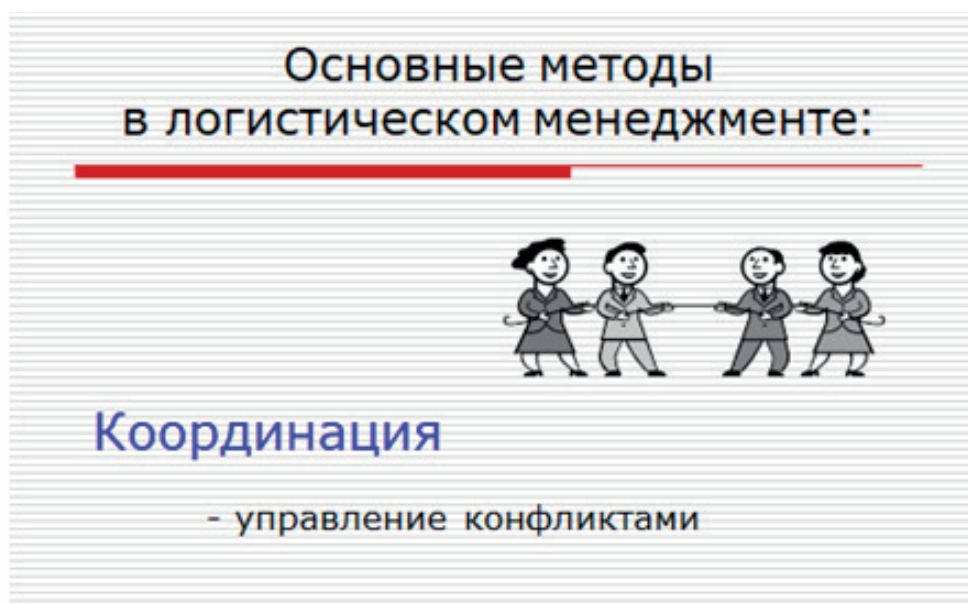 Основные методы
в логистическом менеджменте:
Координация
- управление конфликтами